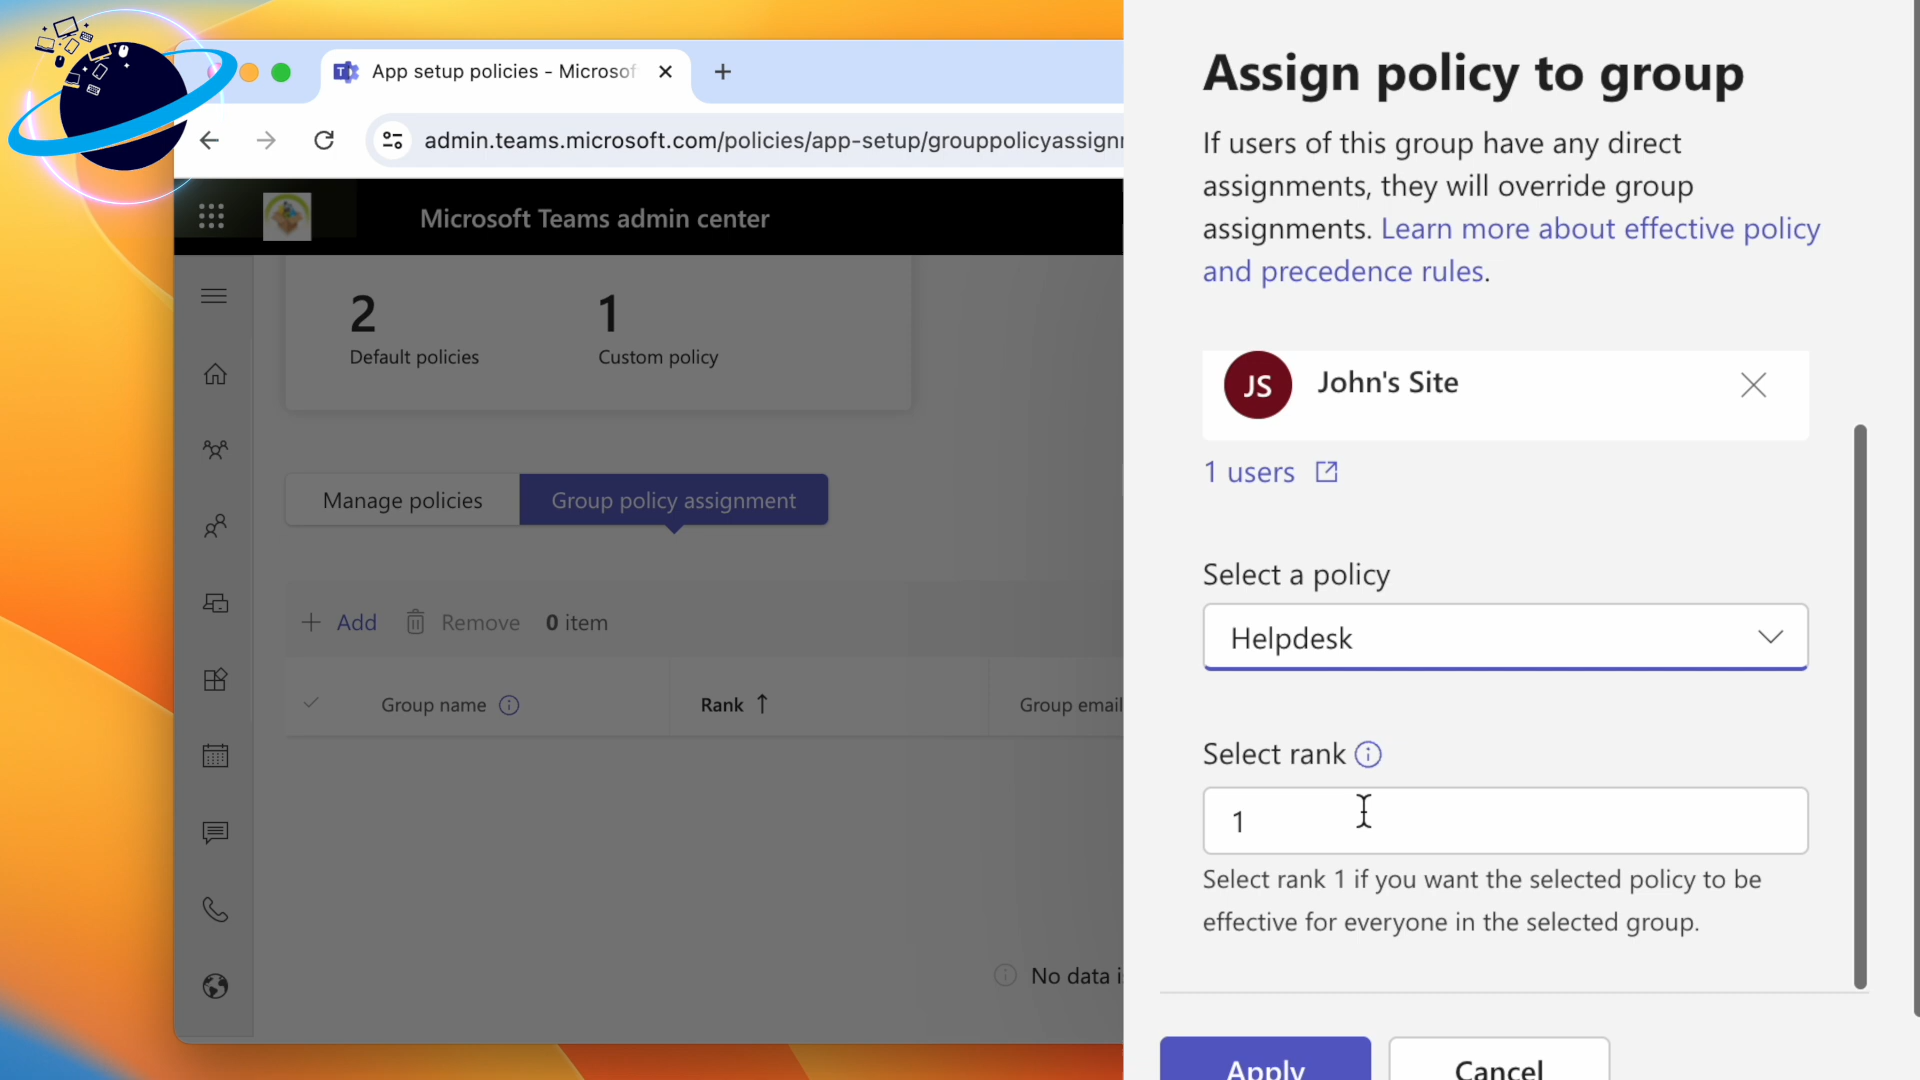 App setup policies - Microsof
admin.teams.microsoft.com/policies/app-setup/grouppolicyassign
Microsoft Teams admin center
2
Default policies
1
Custom policy
Manage policies
Group policy assignment
Add
Remove
0 item
Group name
Rank
Group email
No data i
Assign policy to group
If users of this group have any direct
assignments, they will override group
assignments. Learn more about effective policy
and precedence rules.
JS
John's Site
1 users
Select a policy
Helpdesk
Select rank
1
Select rank 1 if you want the selected policy to be
effective for everyone in the selected group.
Apply
Cancel